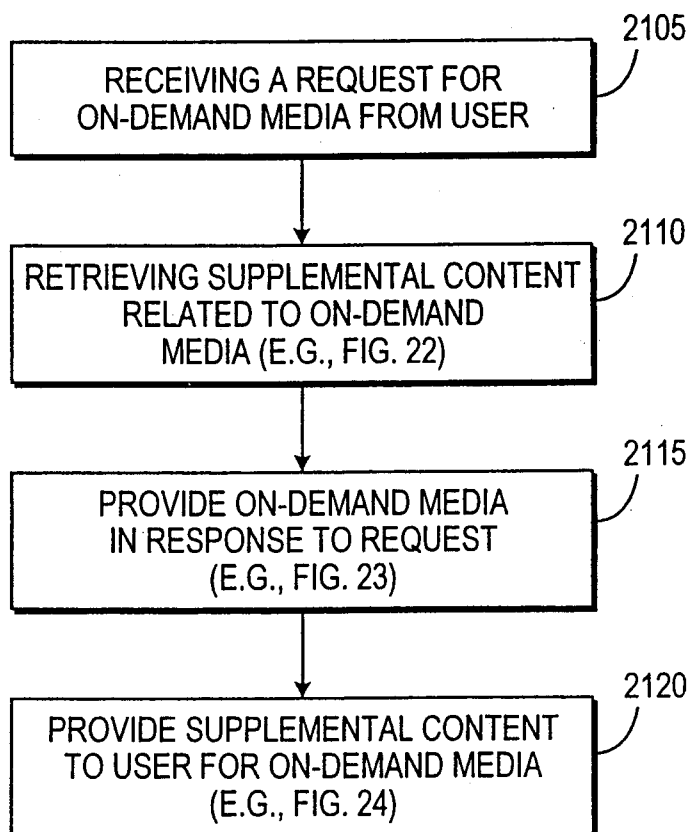 2105
RECEIVING A REQUEST FOR
ON-DEMAND MEDIA FROM USER
2110
RETRIEVING SUPPLEMENTAL CONTENT
RELATED TO ON-DEMAND
MEDIA (E.G., FIG. 22)
2115
PROVIDE ON-DEMAND MEDIA
IN RESPONSE TO REQUEST
(E.G., FIG. 23)
2120
PROVIDE SUPPLEMENTAL CONTENT
TO USER FOR ON-DEMAND MEDIA
(E.G., FIG. 24)